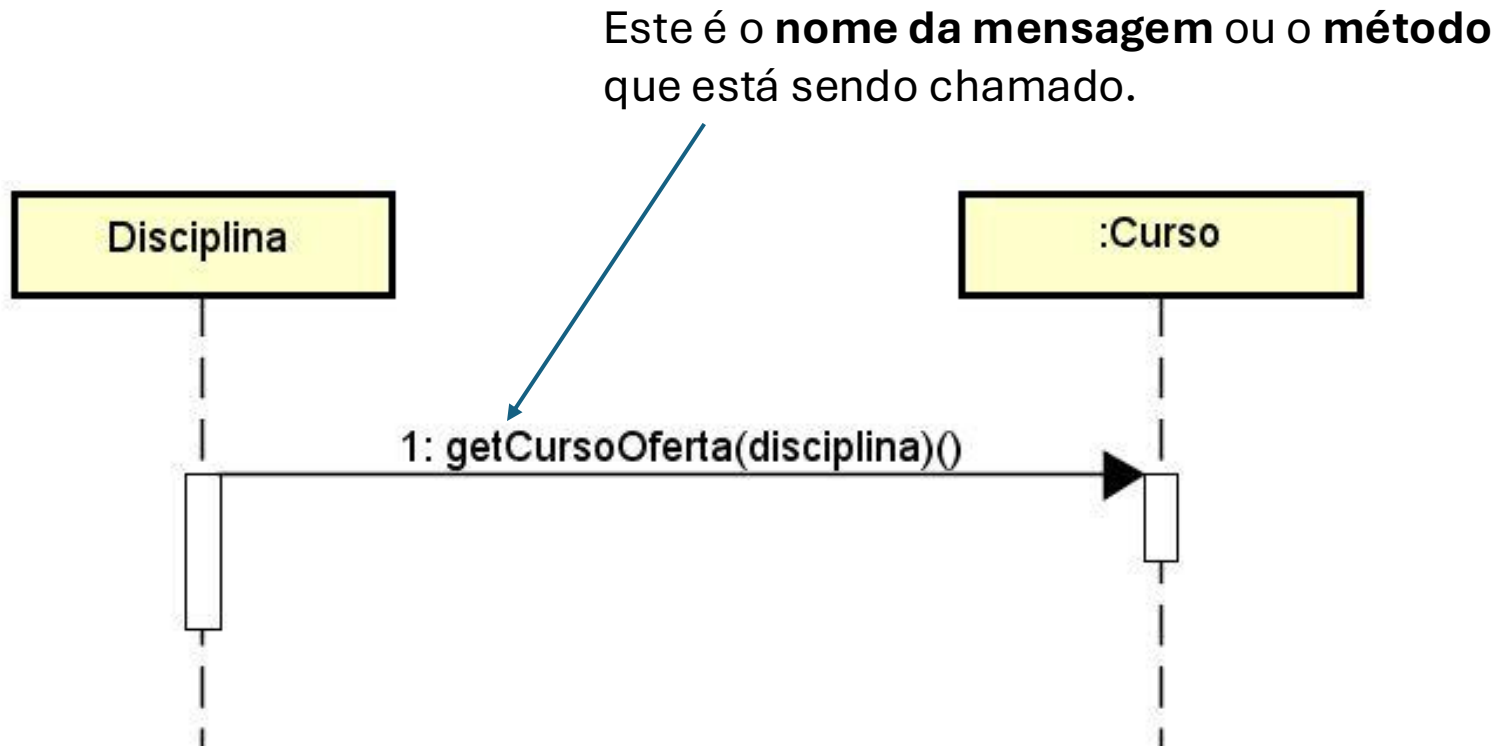 Este é o nome da mensagem ou o método
que está sendo chamado.
Disciplina
:Curso
1: getCursoOferta(disciplina)()